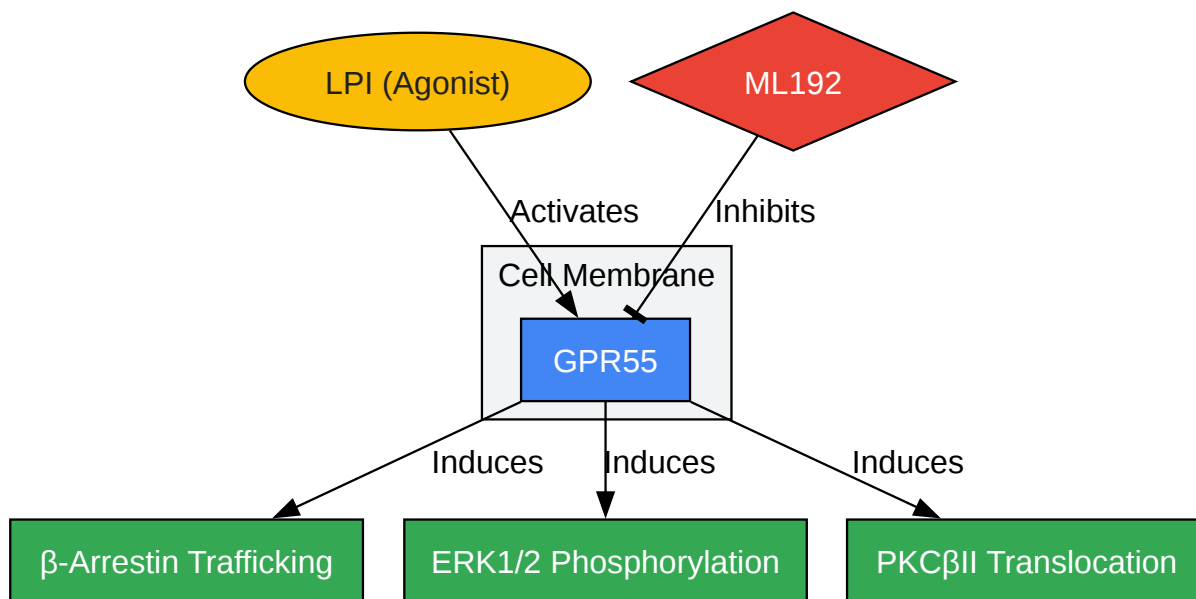 LPI (Agonist)
ML192
Activates
Inhibits
Cell Membrane
GPR55
Induces
Induces
Induces
β-Arrestin Trafficking
ERK1/2 Phosphorylation
PKCβII Translocation